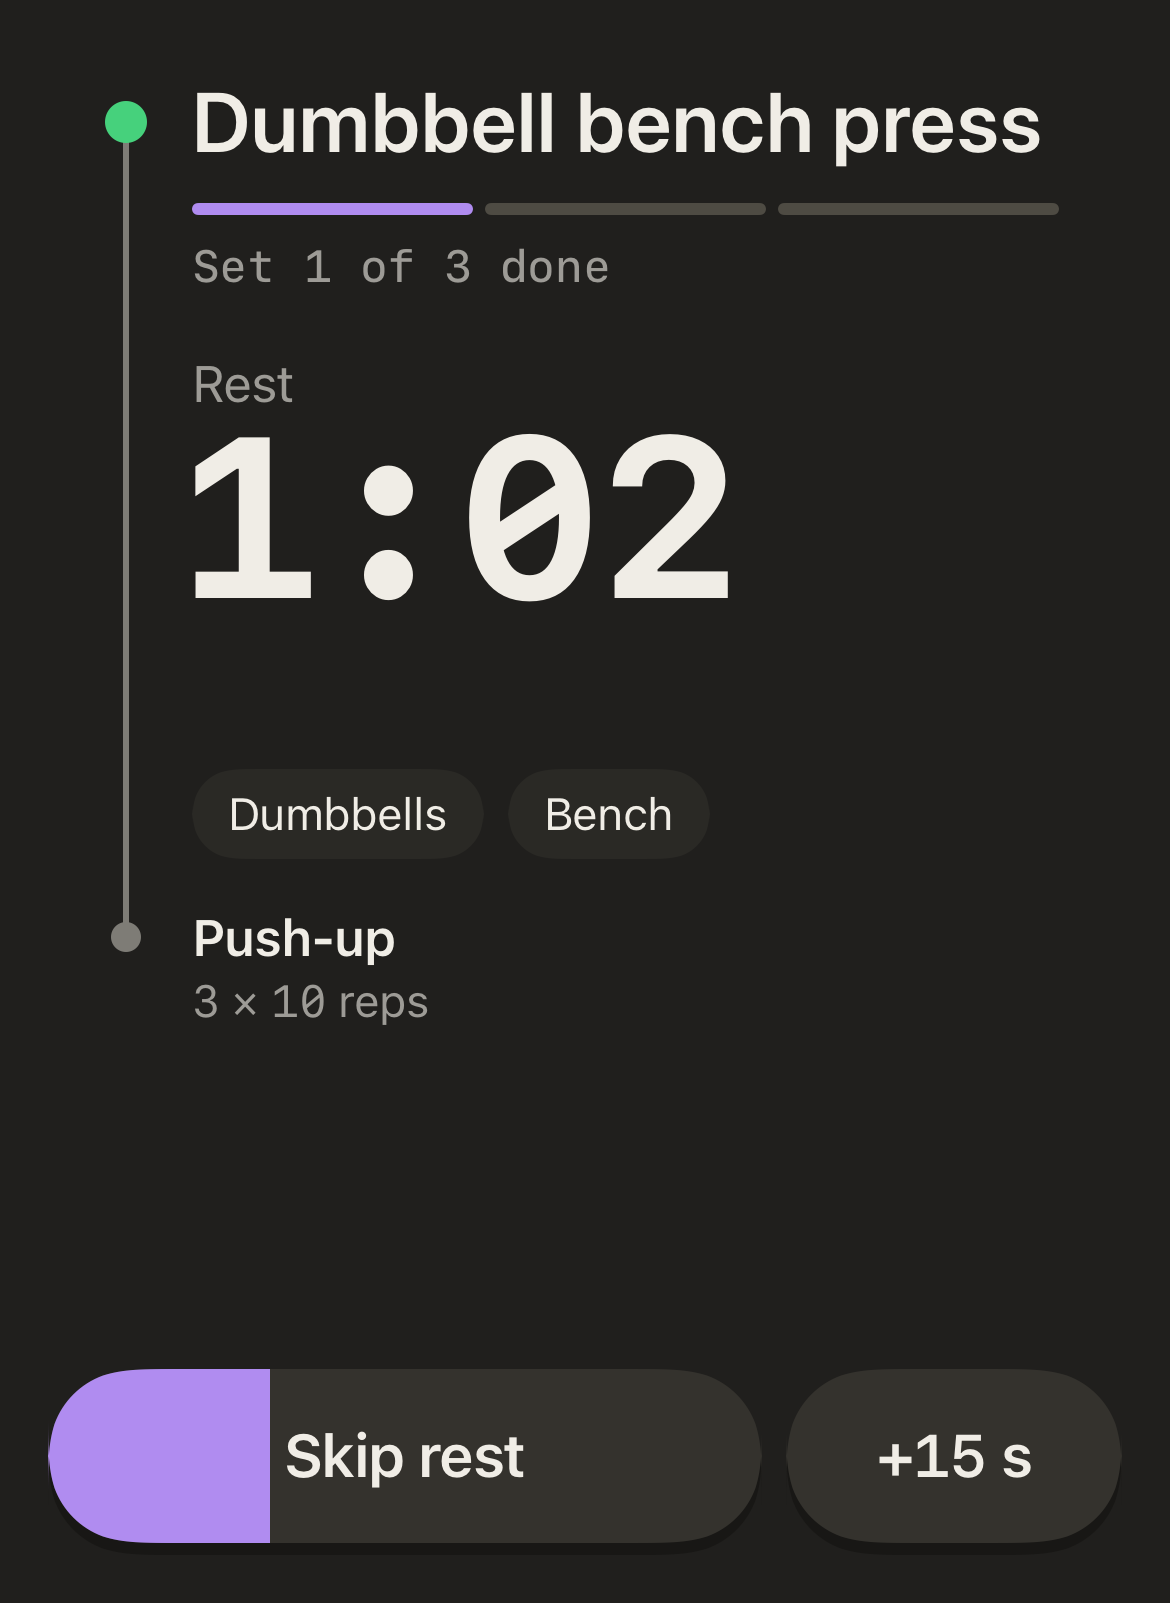 Dumbbell bench press
Set 1 of 3 done
Rest
1:02
Dumbbells Bench
Push-up
3 × 10 reps
Skip rest +15 s